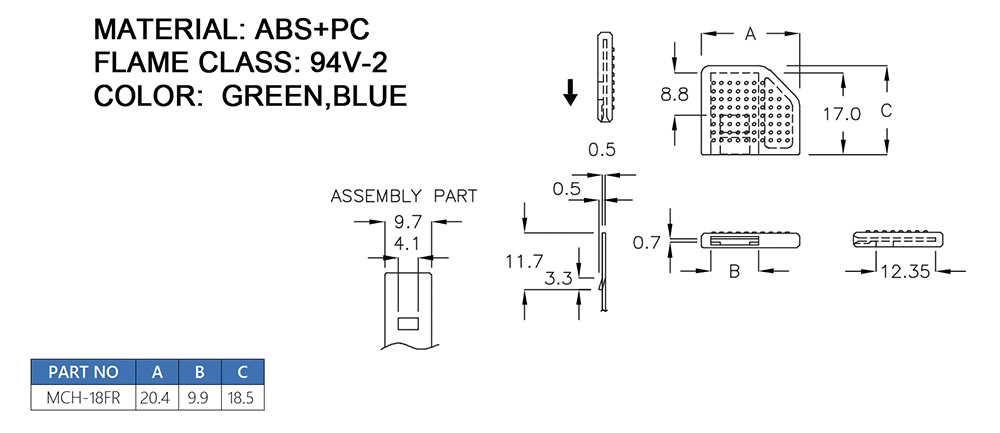 MATERIAL: ABS+PC
FLAME CLASS: 94V-2
COLOR: GREEN,BLUE
A
8.8
17.0
C
0.5
0.5
ASSEMBLY PART
9.7
4.1
11.7
3.3
0.7
B
12.35
PART NO A B C
MCH-18FR 20.4 9.9 18.5